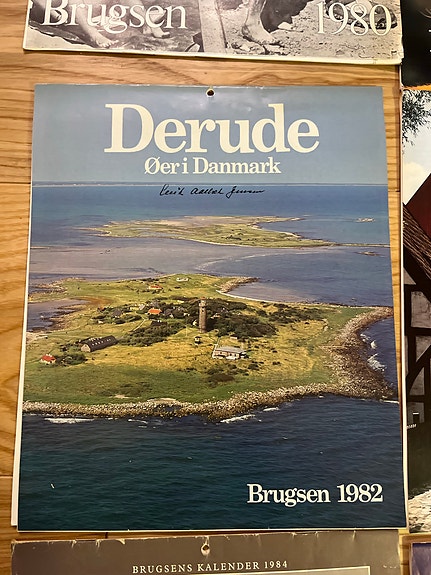 Brugsen 1980
Derude
Øer i Danmark
Brugsen 1982
BRUGSENS KALENDER 1984